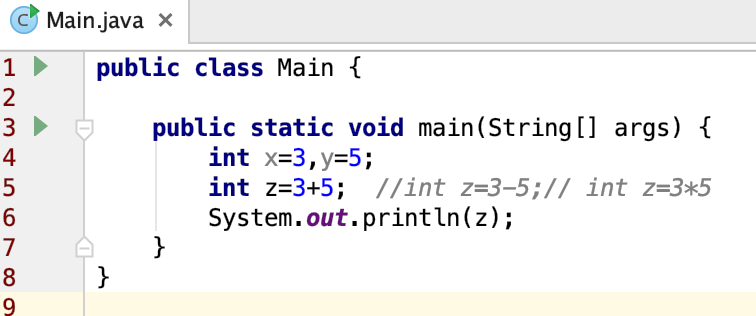 Main.java ×
1 public class Main {
2
3 public static void main(String[] args) {
4 int x=3,y=5;
5 int z=3+5;  //int z=3-5;// int z=3*5
6 System.out.println(z);
7 }
8 }
9